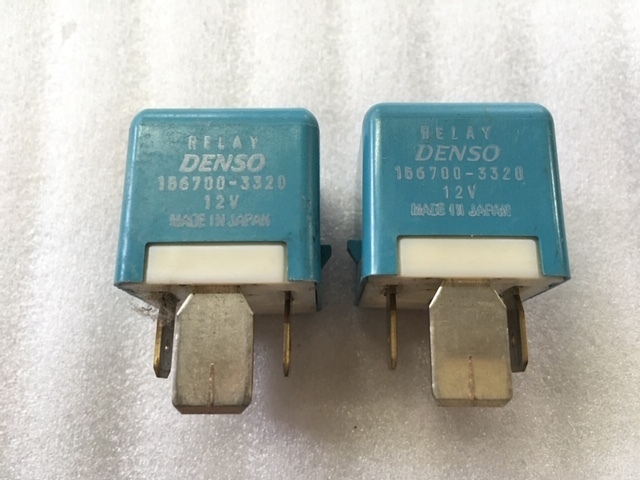 RELAY
DENSO
156700-3320
12V
MADE IN JAPAN
RELAY
DENSO
156700-3320
12V
MADE IN JAPAN